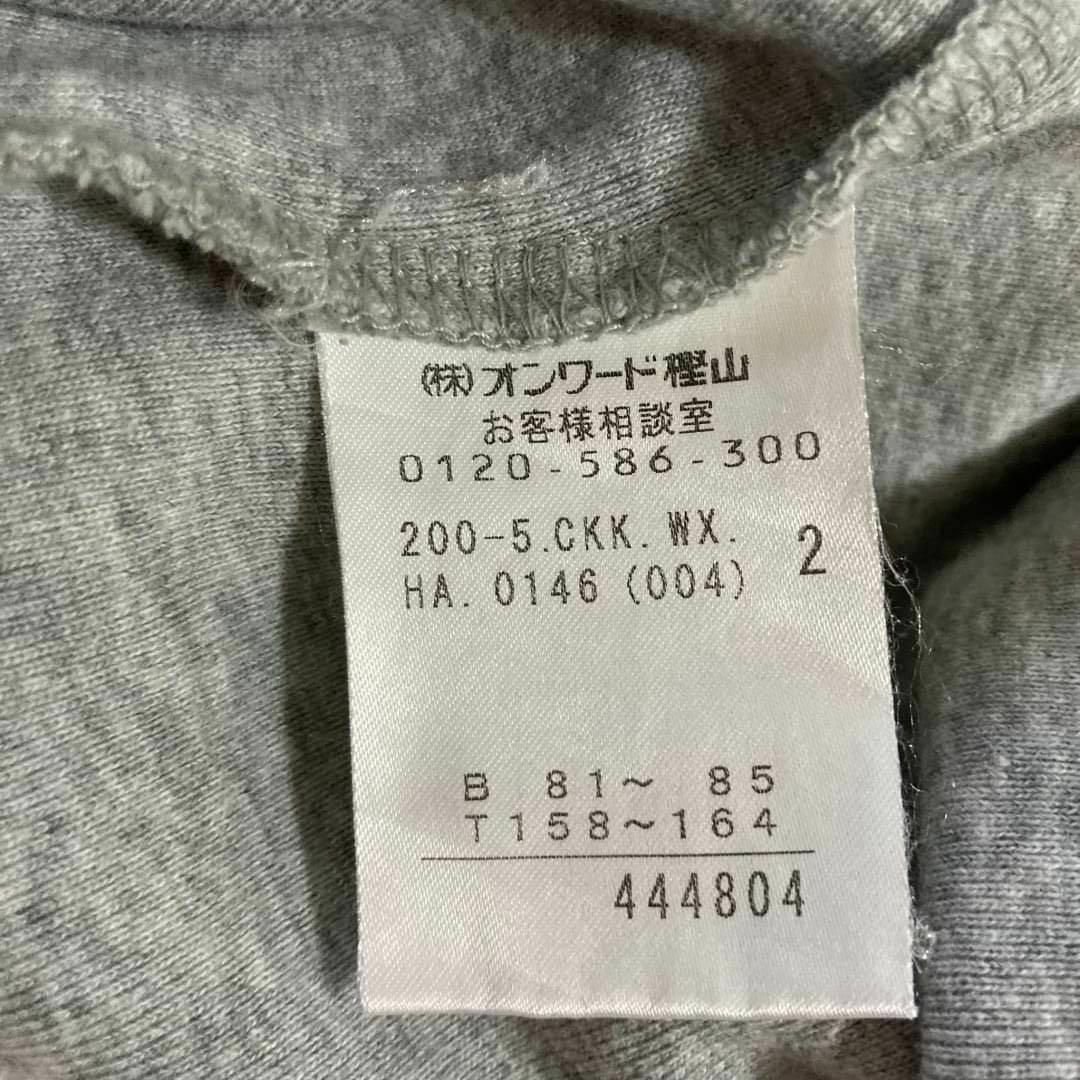 (株)オンワード樫山
お客様相談室
0120-586-300
200-5.CKK.WX.
HA.0146(004) 2
B 81~ 85
T158~164
444804